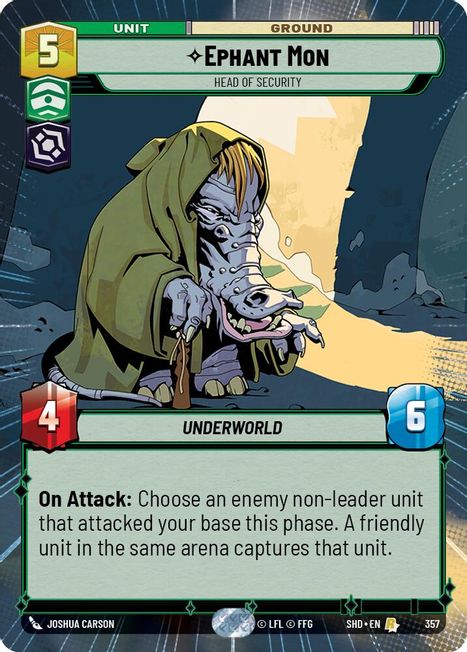 UNIT GROUND
5 ✧EPHANT MON
HEAD OF SECURITY
4 UNDERWORLD 6
On Attack: Choose an enemy non-leader unit
that attacked your base this phase. A friendly
unit in the same arena captures that unit.
JOSHUA CARSON © LFL © FFG SHD•EN R 357